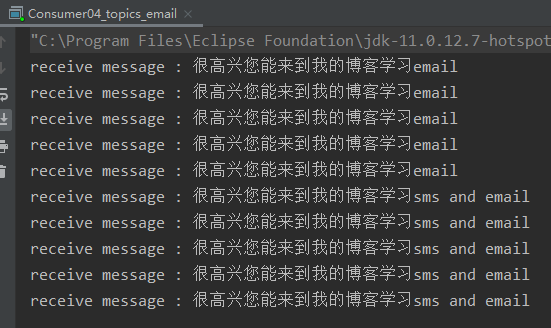 Consumer04_topics_email
"C:\Program Files\Eclipse Foundation\jdk-11.0.12.7-hotspot
receive message : 很高兴您能来到我的博客学习email
receive message : 很高兴您能来到我的博客学习email
receive message : 很高兴您能来到我的博客学习email
receive message : 很高兴您能来到我的博客学习email
receive message : 很高兴您能来到我的博客学习email
receive message : 很高兴您能来到我的博客学习sms and email
receive message : 很高兴您能来到我的博客学习sms and email
receive message : 很高兴您能来到我的博客学习sms and email
receive message : 很高兴您能来到我的博客学习sms and email
receive message : 很高兴您能来到我的博客学习sms and email